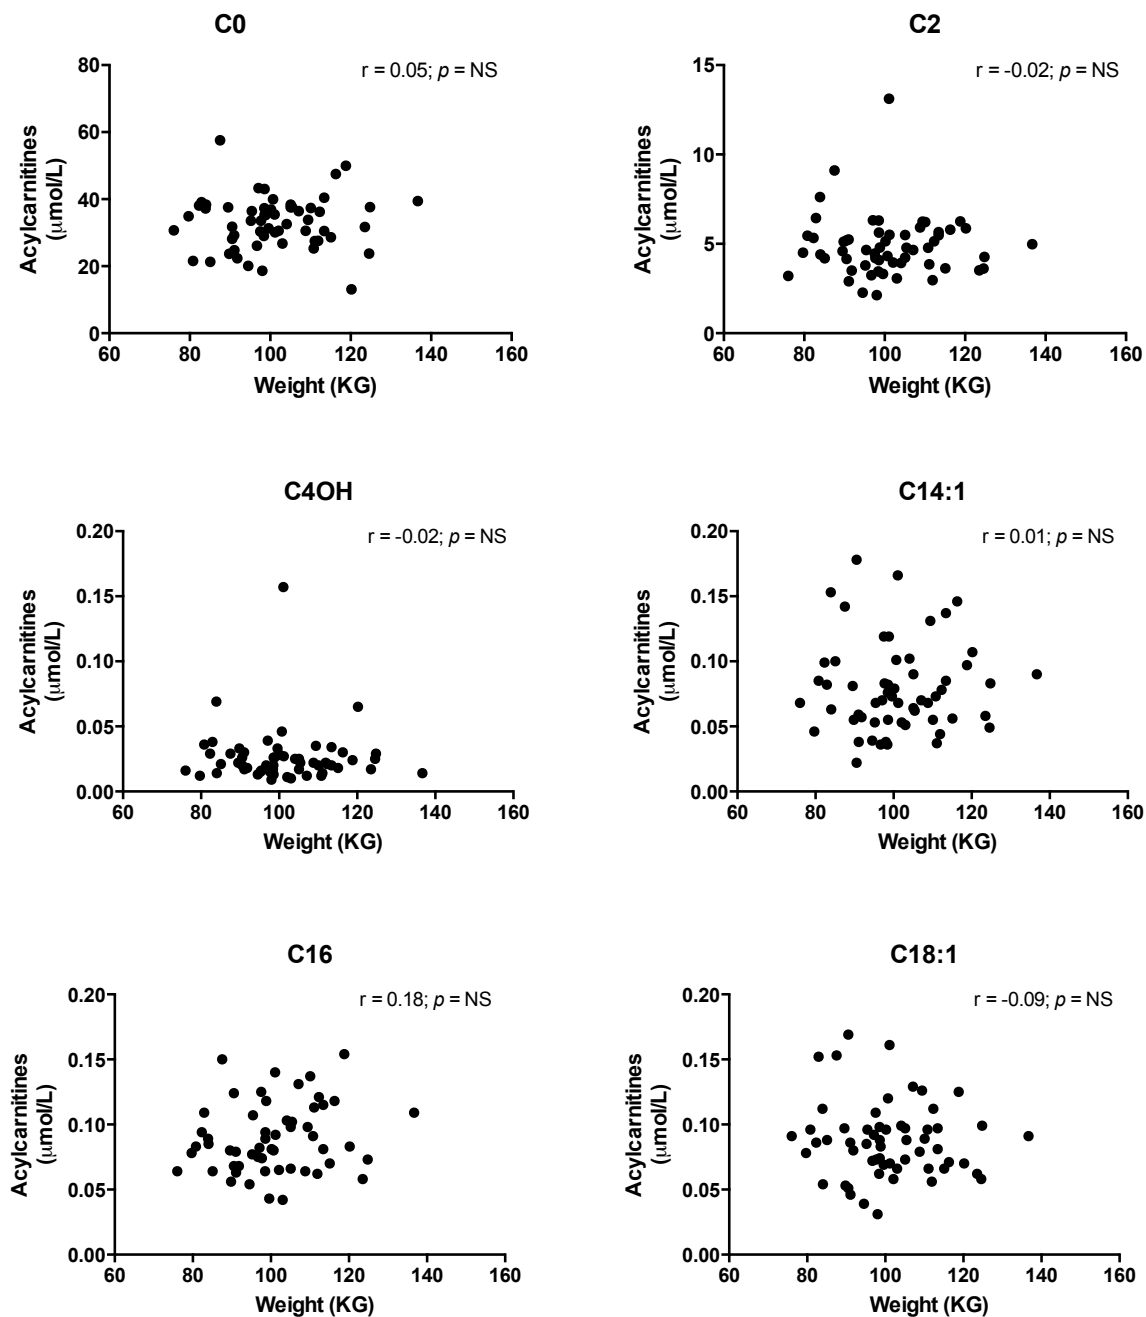 C0
r = 0.05; p = NS
80
60
40
20
0
Acylcarnitines
(μmol/L)
60 80 100 120 140 160
Weight (KG)
C2
r = -0.02; p = NS
15
10
5
0
Acylcarnitines
(μmol/L)
60 80 100 120 140 160
Weight (KG)
C4OH
r = -0.02; p = NS
0.20
0.15
0.10
0.05
0.00
Acylcarnitines
(μmol/L)
60 80 100 120 140 160
Weight (KG)
C14:1
r = 0.01; p = NS
0.20
0.15
0.10
0.05
0.00
Acylcarnitines
(μmol/L)
60 80 100 120 140 160
Weight (KG)
C16
r = 0.18; p = NS
0.20
0.15
0.10
0.05
0.00
Acylcarnitines
(μmol/L)
60 80 100 120 140 160
Weight (KG)
C18:1
r = -0.09; p = NS
0.20
0.15
0.10
0.05
0.00
Acylcarnitines
(μmol/L)
60 80 100 120 140 160
Weight (KG)